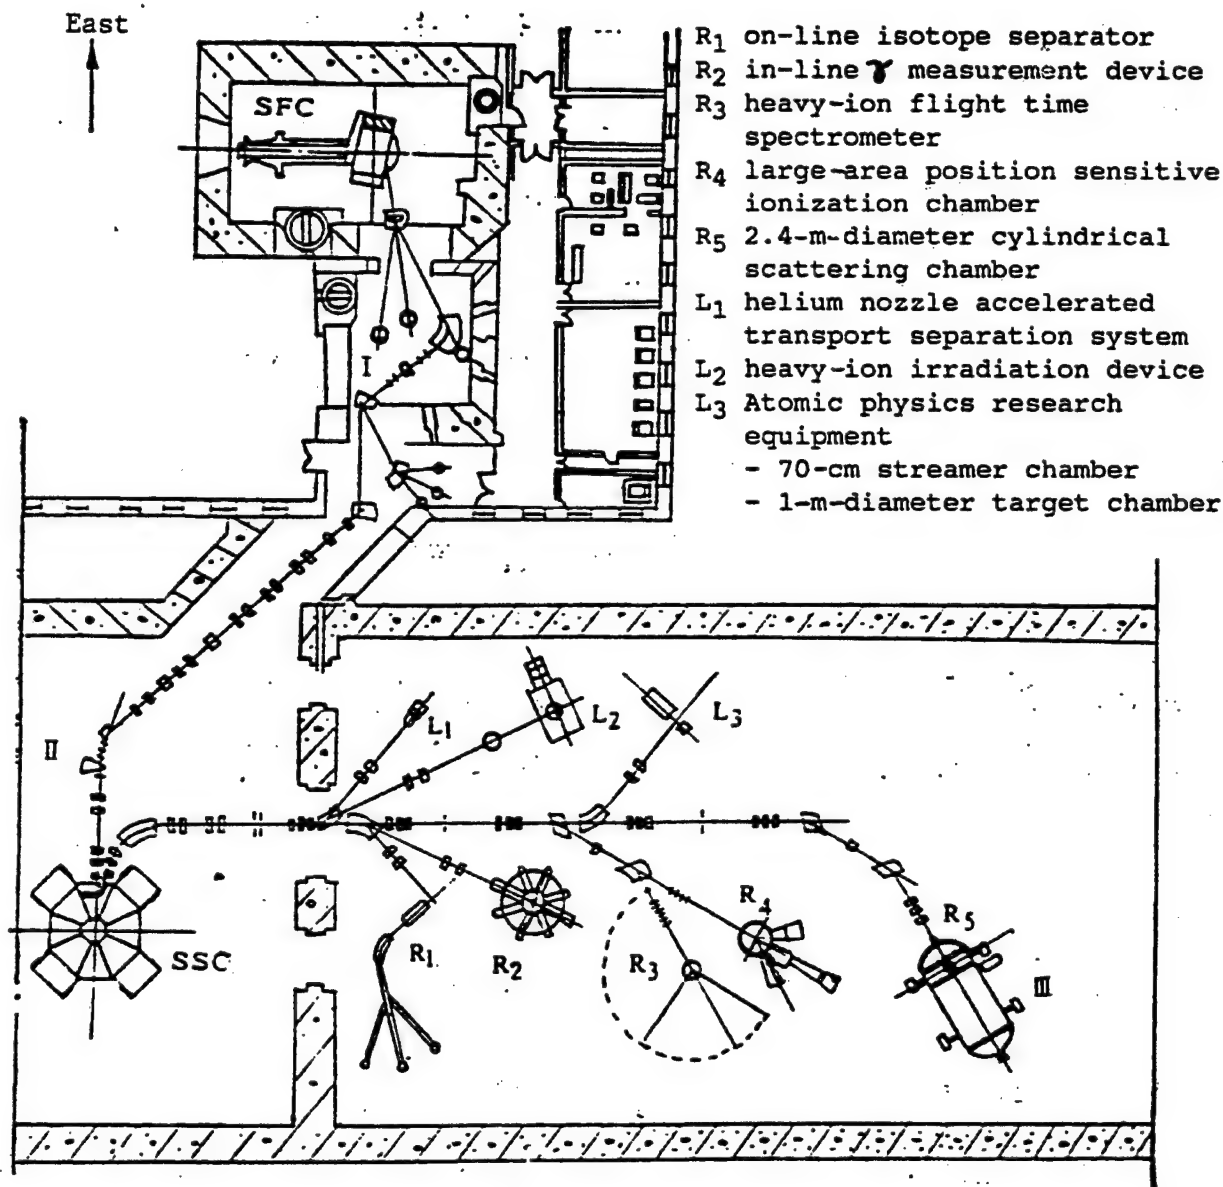 East
R1 on-line isotope separator
R2 in-line γ measurement device
R3 heavy-ion flight time
spectrometer
R4 large-area position sensitive
ionization chamber
R5 2.4-m-diameter cylindrical
scattering chamber
L1 helium nozzle accelerated
transport separation system
L2 heavy-ion irradiation device
L3 Atomic physics research
equipment
- 70-cm streamer chamber
- 1-m-diameter target chamber
SFC
I
II
L1
L2
L3
SSC
R1
R2
R3
R4
R5
III